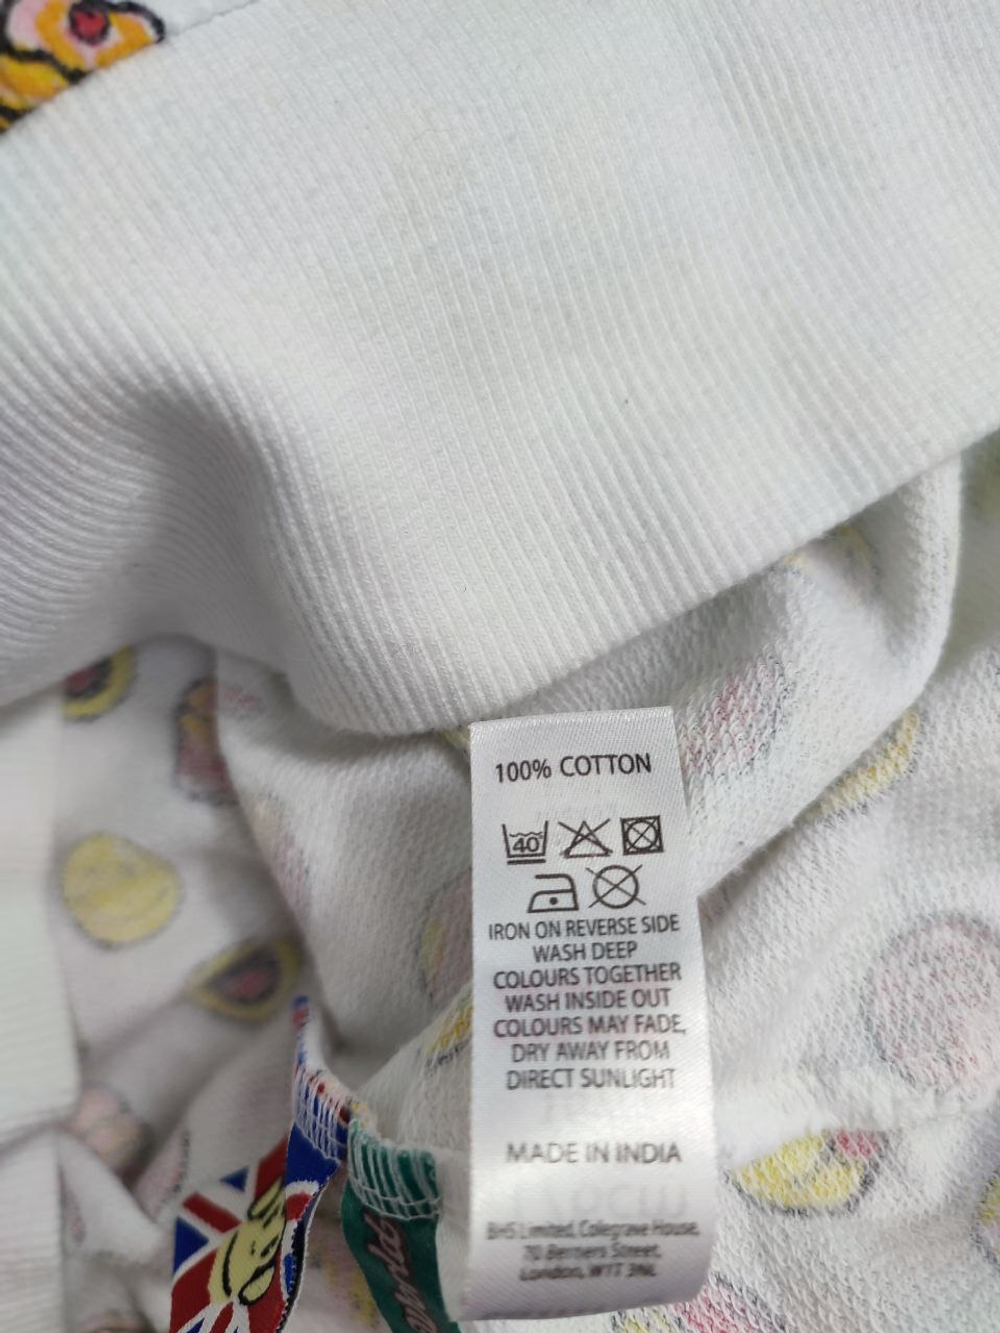 100% COTTON
40
IRON ON REVERSE SIDE
WASH DEEP
COLOURS TOGETHER
WASH INSIDE OUT
COLOURS MAY FADE,
DRY AWAY FROM
DIRECT SUNLIGHT
MADE IN INDIA
BHS Limited, Colegrave House,
70 Berners Street,
London, W1T 3NL